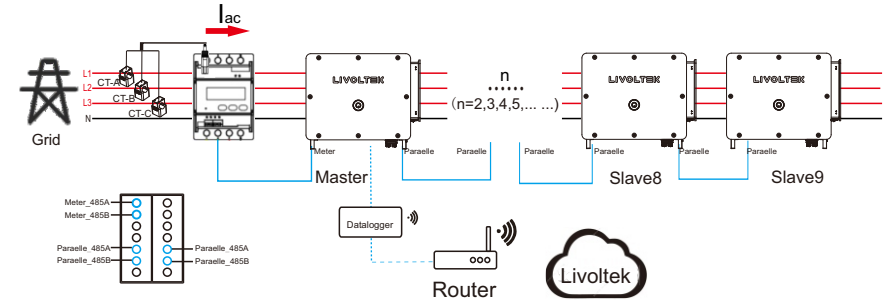 Iac
L1
L2
L3
N
CT-A
CT-B
CT-C
Grid
LIVOLTEK
n
(n=2,3,4,5,... ...)
LIVOLTEK
LIVOLTEK
Meter
Paraelle
Paraelle
Paraelle
Paraelle
Paraelle
Paraelle
Master
Slave8
Slave9
Meter_485A
Meter_485B
Paraelle_485A
Paraelle_485B
Paraelle_485A
Paraelle_485B
Datalogger
Router
Livoltek